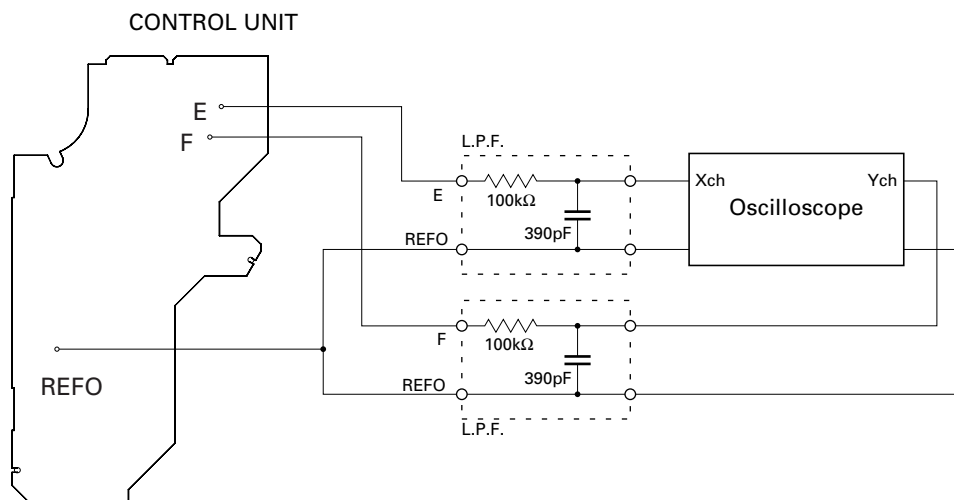 CONTROL UNIT
E
F
REFO
L.P.F.
E
100kΩ
390pF
REFO
Xch
Ych
Oscilloscope
F
100kΩ
390pF
REFO
L.P.F.